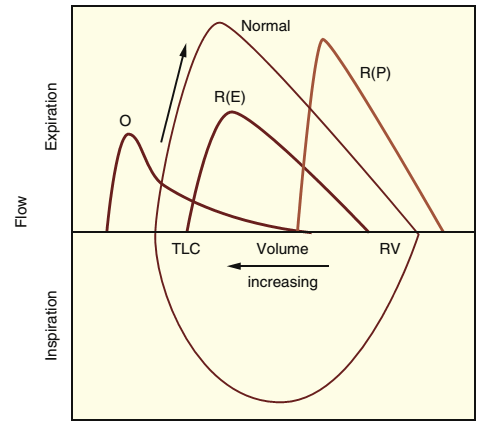 Normal
R(P)
R(E)
O
Expiration
Flow
TLC
Volume
RV
increasing
Inspiration